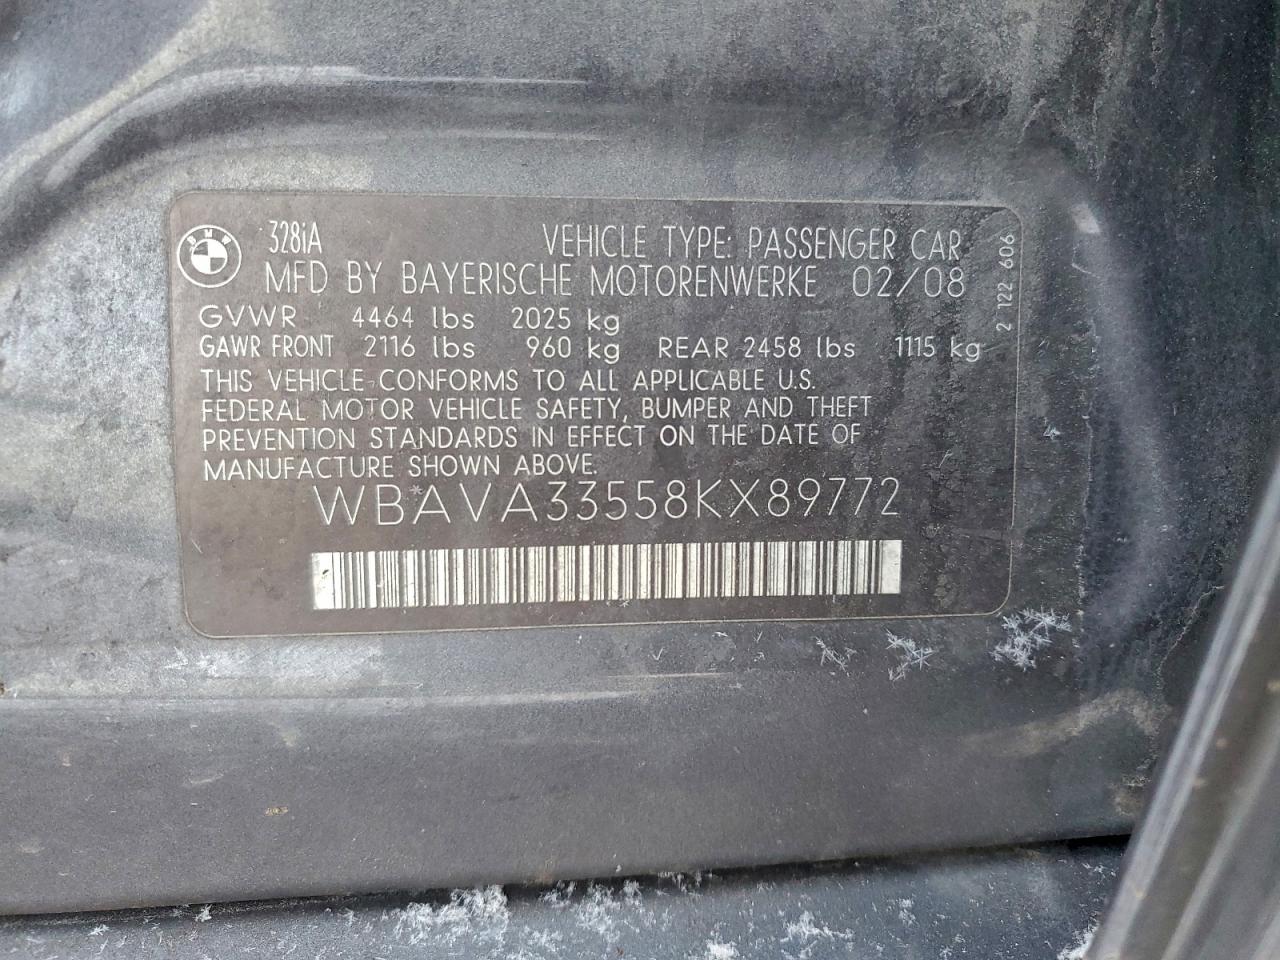 BMW
328iA
VEHICLE TYPE: PASSENGER CAR
MFD BY BAYERISCHE MOTORENWERKE 02/08
GVWR 4464 lbs 2025 kg
GAWR FRONT 2116 lbs 960 kg REAR 2458 lbs 1115 kg
THIS VEHICLE CONFORMS TO ALL APPLICABLE U.S.
FEDERAL MOTOR VEHICLE SAFETY, BUMPER AND THEFT
PREVENTION STANDARDS IN EFFECT ON THE DATE OF
MANUFACTURE SHOWN ABOVE.
WBAVA33558KX89772
2 122 606